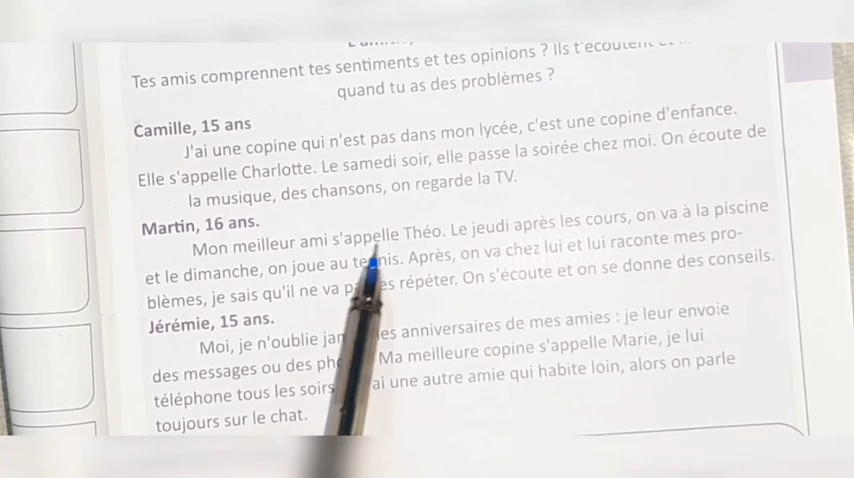 Tes amis comprennent tes sentiments et tes opinions ? Ils t'écoutent
quand tu as des problèmes ?
Camille, 15 ans
J'ai une copine qui n'est pas dans mon lycée, c'est une copine d'enfance.
Elle s'appelle Charlotte. Le samedi soir, elle passe la soirée chez moi. On écoute de
la musique, des chansons, on regarde la TV.
Martin, 16 ans.
Mon meilleur ami s'appelle Théo. Le jeudi après les cours, on va à la piscine
et le dimanche, on joue au tennis. Après, on va chez lui et lui raconte mes pro-
blèmes, je sais qu'il ne va répéter. On s'écoute et on se donne des conseils.
Jérémie, 15 ans.
Moi, je n'oublie les anniversaires de mes amies : je leur envoie
des messages ou des Ma meilleure copine s'appelle Marie, je lui
téléphone tous les soirs une autre amie qui habite loin, alors on parle
toujours sur le chat.